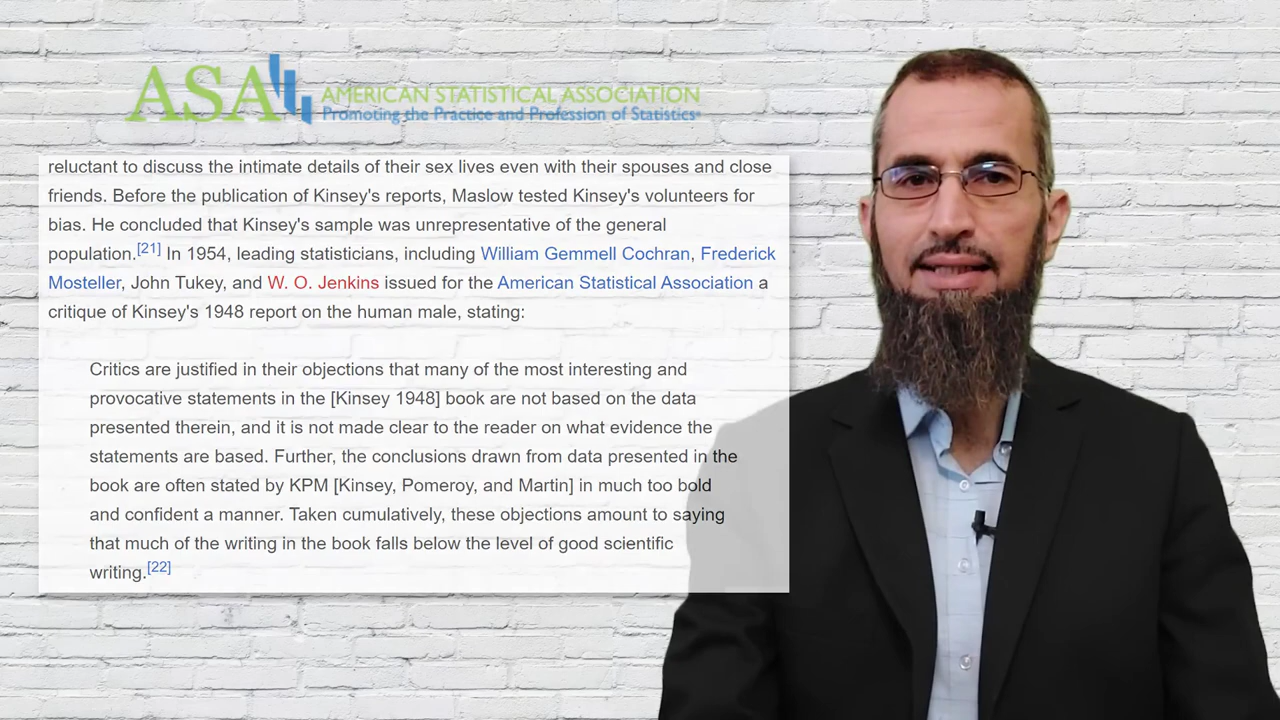 ASA AMERICAN STATISTICAL ASSOCIATION
Promoting the Practice and Profession of Statistics
reluctant to discuss the intimate details of their sex lives even with their spouses and close
friends. Before the publication of Kinsey's reports, Maslow tested Kinsey's volunteers for
bias. He concluded that Kinsey's sample was unrepresentative of the general
population.[21] In 1954, leading statisticians, including William Gemmell Cochran, Frederick
Mosteller, John Tukey, and W. O. Jenkins issued for the American Statistical Association a
critique of Kinsey's 1948 report on the human male, stating:
Critics are justified in their objections that many of the most interesting and
provocative statements in the [Kinsey 1948] book are not based on the data
presented therein, and it is not made clear to the reader on what evidence the
statements are based. Further, the conclusions drawn from data presented in the
book are often stated by KPM [Kinsey, Pomeroy, and Martin] in much too bold
and confident a manner. Taken cumulatively, these objections amount to saying
that much of the writing in the book falls below the level of good scientific
writing.[22]